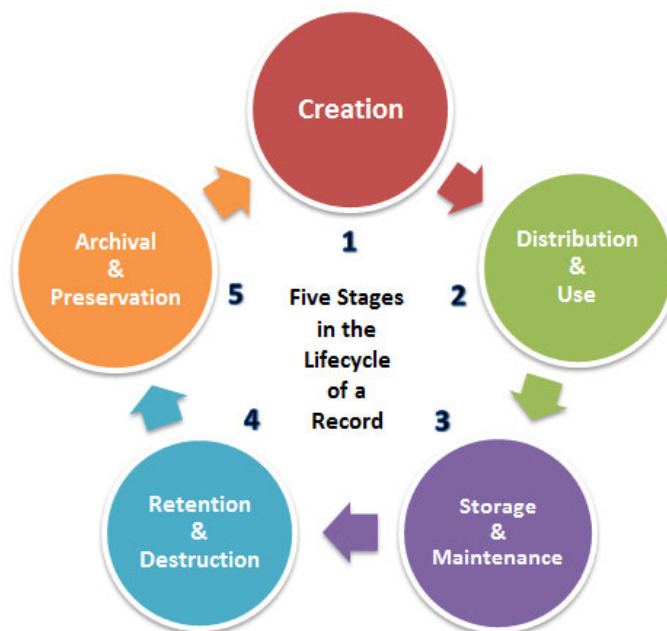 Creation
1
Distribution
&
Use
2
Storage
&
Maintenance
3
Retention
&
Destruction
4
Archival
&
Preservation
5
Five Stages
in the
Lifecycle
of a
Record